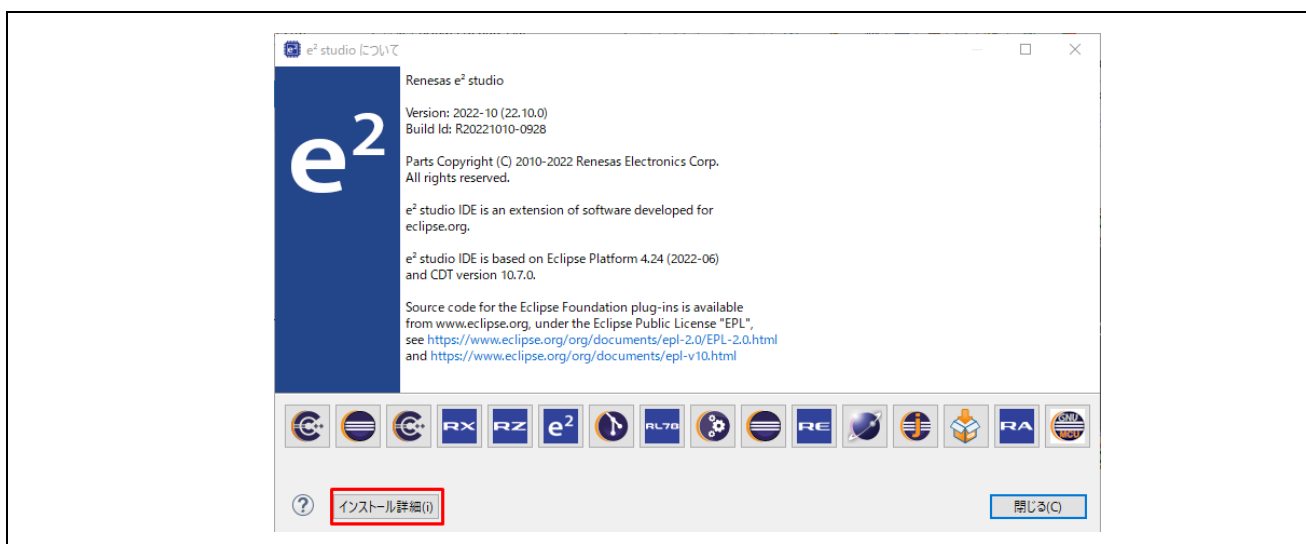 e² studio について
Renesas e² studio
Version: 2022-10 (22.10.0)
Build Id: R20221010-0928
Parts Copyright (C) 2010-2022 Renesas Electronics Corp.
All rights reserved.
e² studio IDE is an extension of software developed for
eclipse.org.
e² studio IDE is based on Eclipse Platform 4.24 (2022-06)
and CDT version 10.7.0.
Source code for the Eclipse Foundation plug-ins is available
from www.eclipse.org, under the Eclipse Public License "EPL",
see https://www.eclipse.org/org/documents/epl-2.0/EPL-2.0.html
and https://www.eclipse.org/org/documents/epl-v10.html
e²
RX RZ e² RL78 RE RA GNU MCU
インストール詳細(i)
閉じる(C)